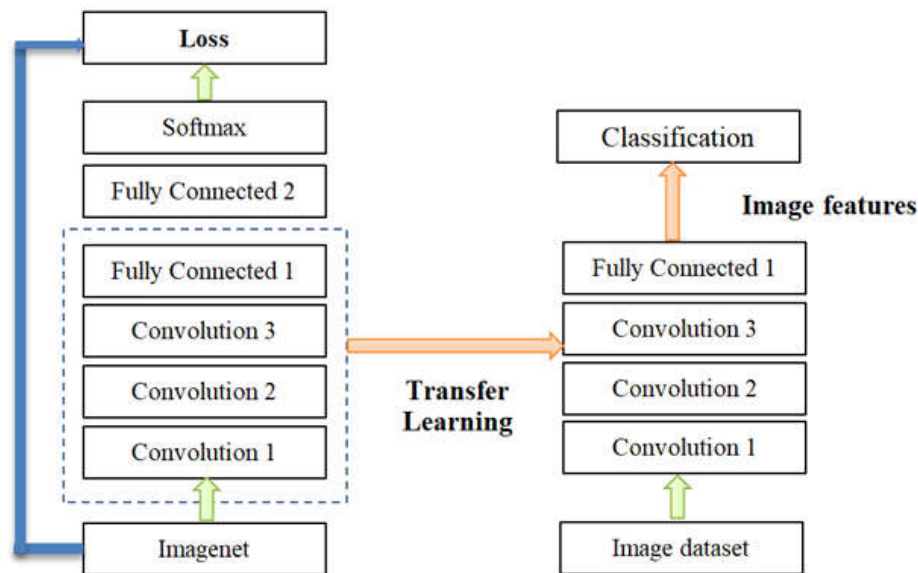 Loss
Softmax
Fully Connected 2
Fully Connected 1
Convolution 3
Convolution 2
Convolution 1
Imagenet
Transfer
Learning
Classification
Image features
Fully Connected 1
Convolution 3
Convolution 2
Convolution 1
Image dataset